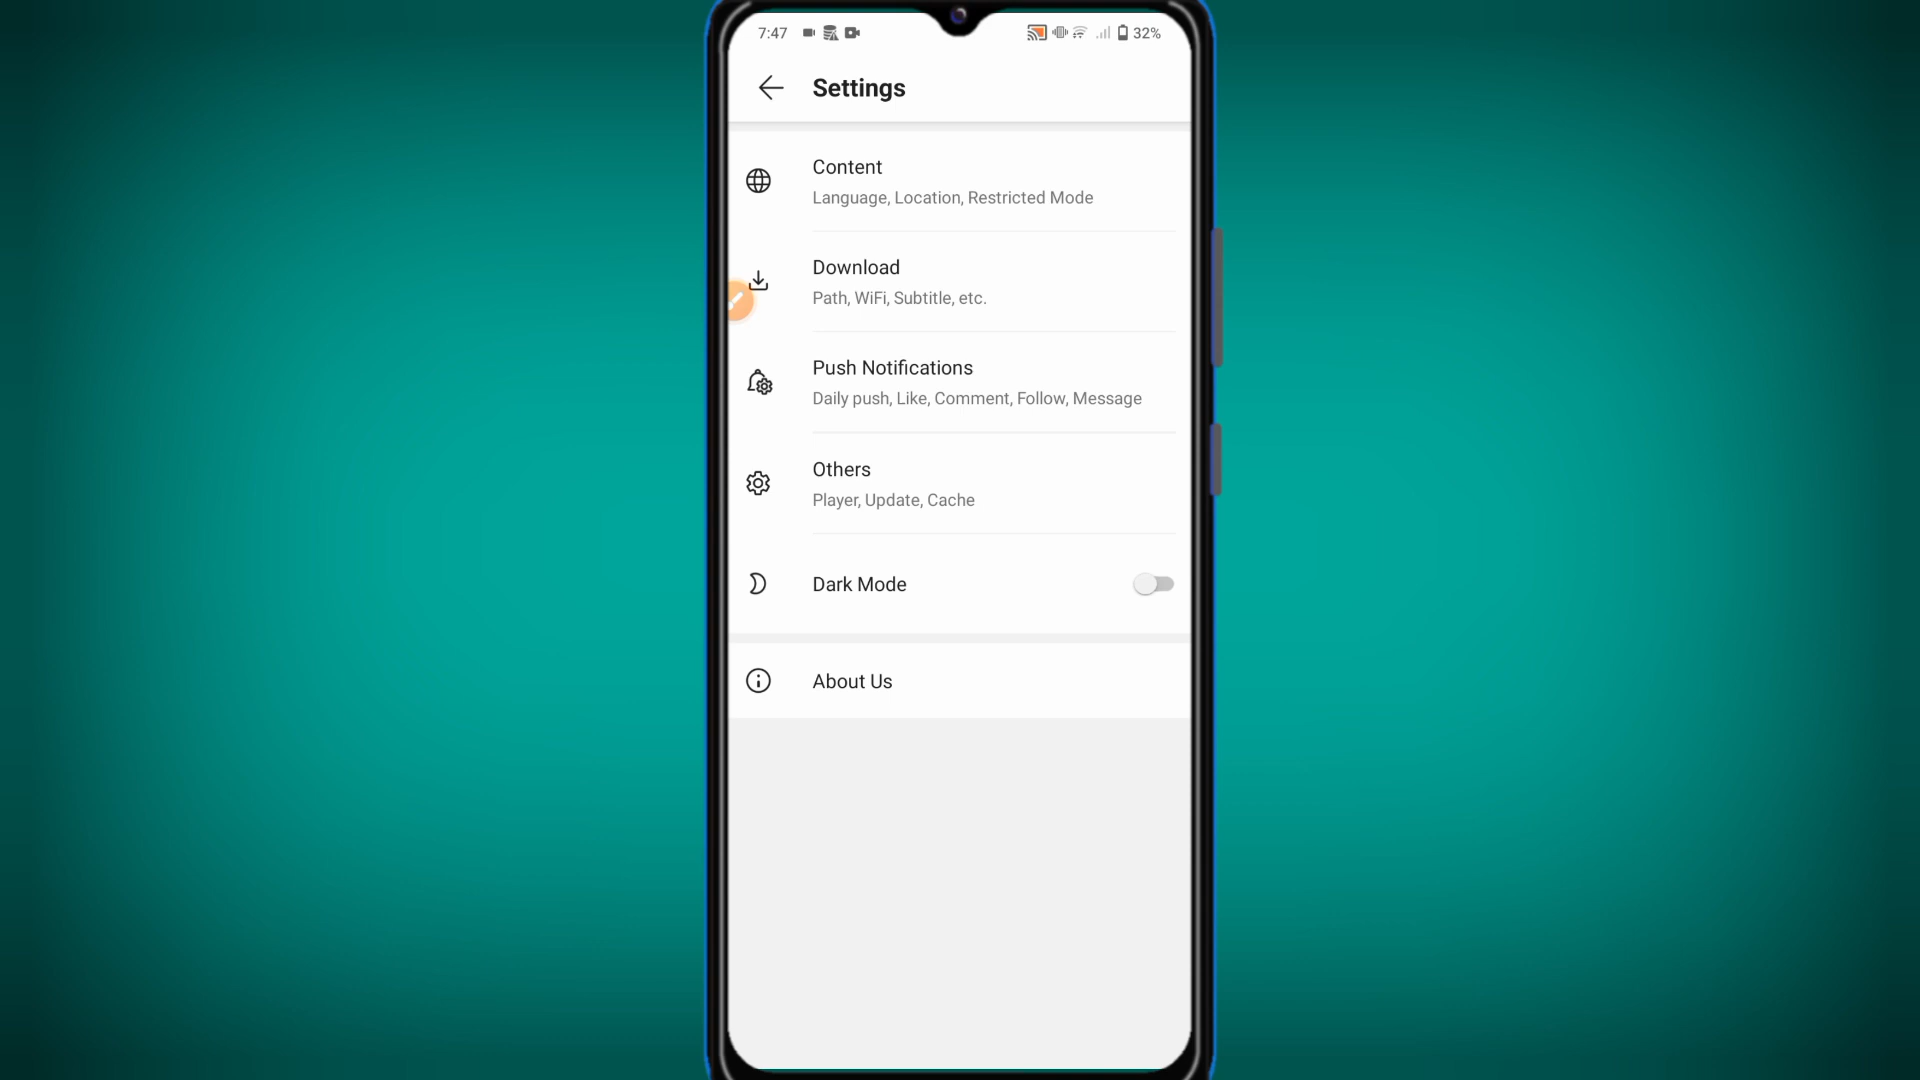 7:47
32%
Settings
Content
Language, Location, Restricted Mode
Download
Path, WiFi, Subtitle, etc.
Push Notifications
Daily push, Like, Comment, Follow, Message
Others
Player, Update, Cache
Dark Mode
About Us